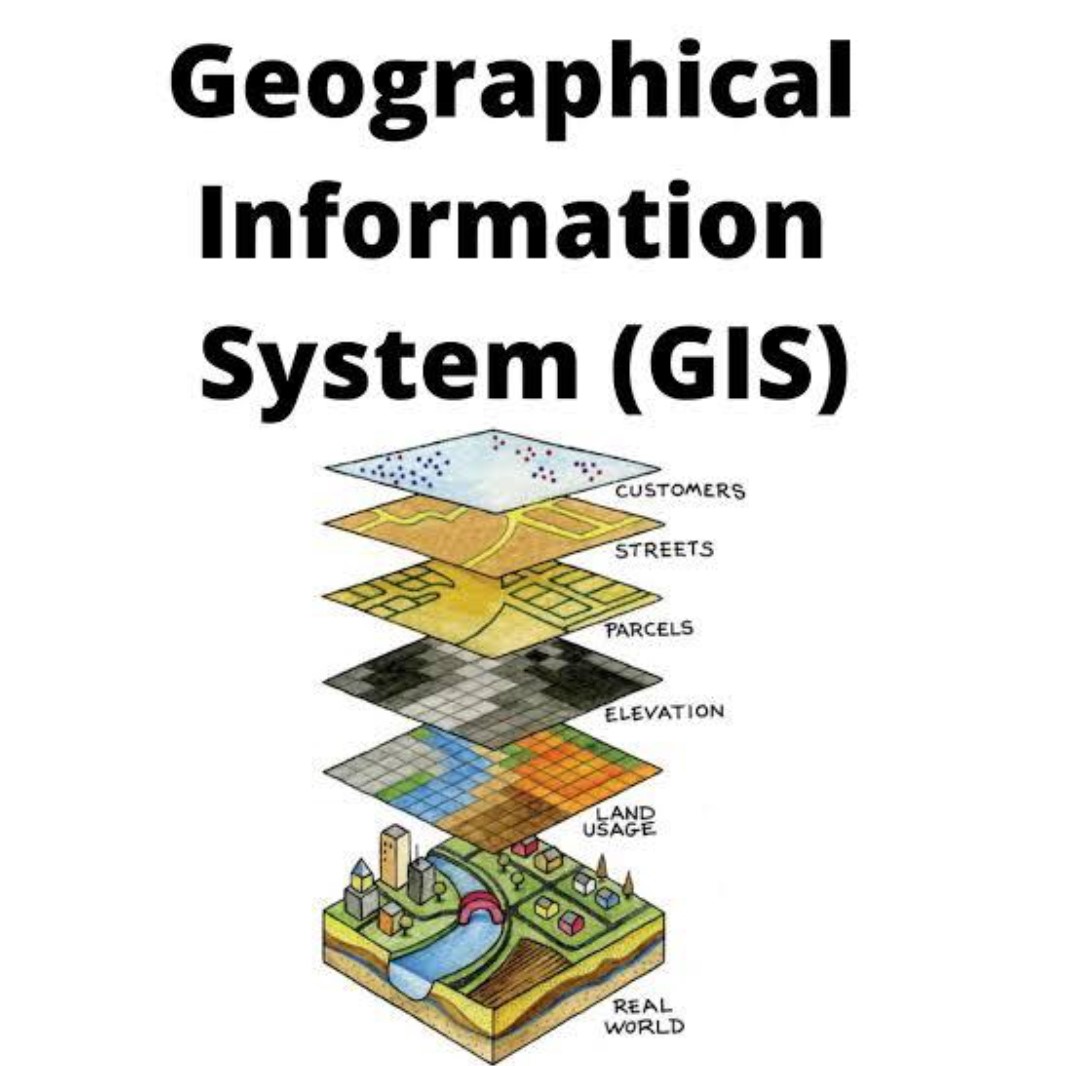 Geographical
Information
System (GIS)
CUSTOMERS
STREETS
PARCELS
ELEVATION
LAND
USAGE
REAL
WORLD